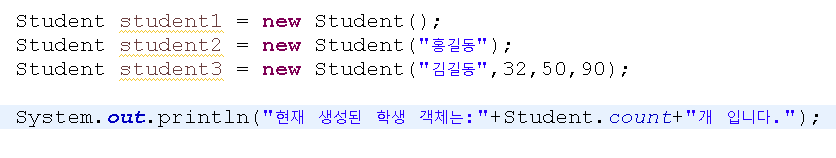 Student student1 = new Student();
Student student2 = new Student("홍길동");
Student student3 = new Student("김길동",32,50,90);
System.out.println("현재 생성된 학생 객체는:"+Student.count+"개 입니다.");